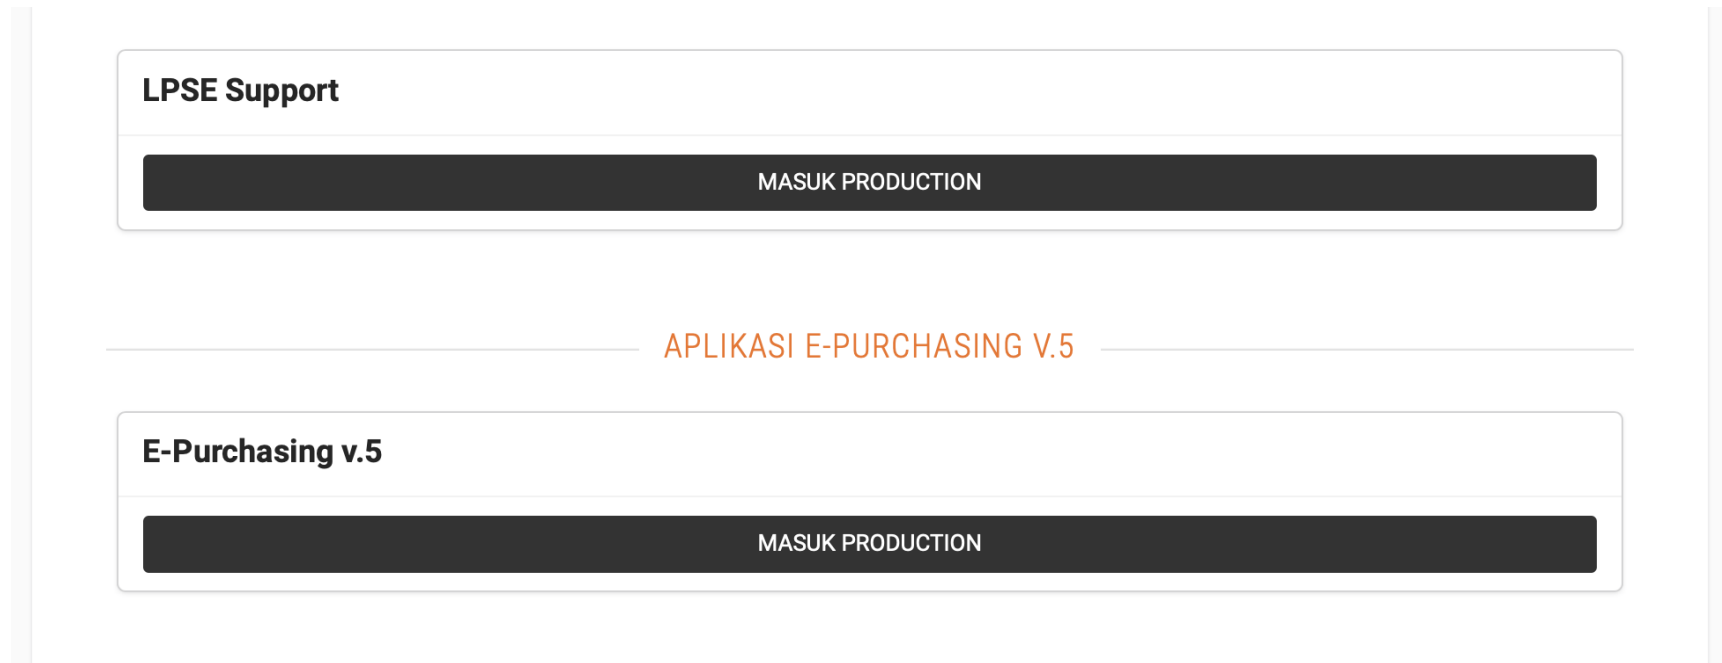 LPSE Support
MASUK PRODUCTION
APLIKASI E-PURCHASING V.5
E-Purchasing v.5
MASUK PRODUCTION